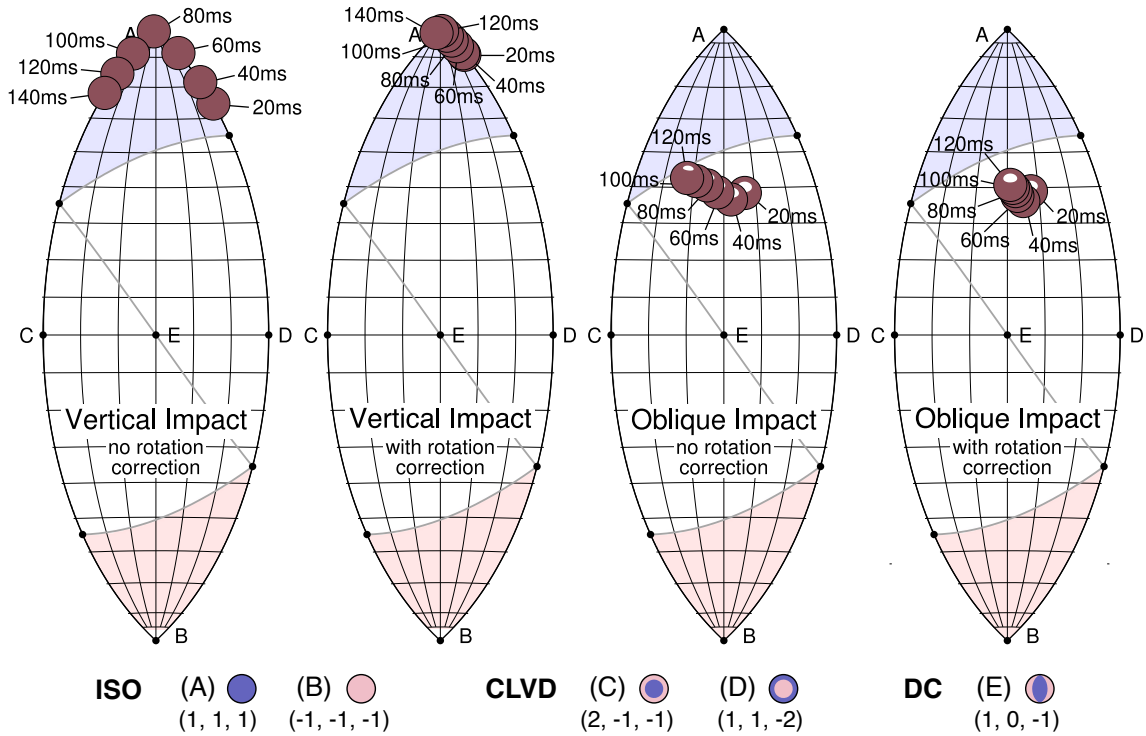 A
80ms
100ms
60ms
120ms
40ms
140ms
20ms
C
E
D
Vertical Impact
no rotation
correction
B
140ms
120ms
A
100ms
20ms
80ms
40ms
60ms
C
E
D
Vertical Impact
with rotation
correction
B
A
120ms
100ms
80ms
20ms
60ms
40ms
C
E
D
Oblique Impact
no rotation
correction
B
A
120ms
100ms
80ms
20ms
60ms
40ms
C
E
D
Oblique Impact
with rotation
correction
B
ISO (A) (B) CLVD (C) (D) DC (E)
(1, 1, 1) (-1, -1, -1) (2, -1, -1) (1, 1, -2) (1, 0, -1)